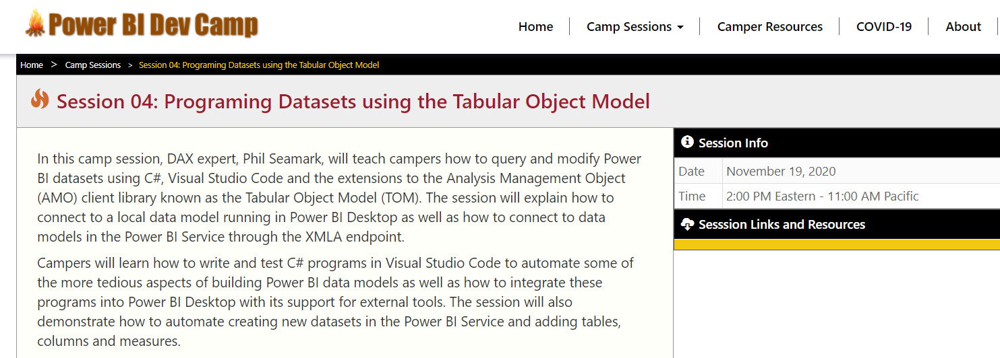 Power BI Dev Camp
Home
Camp Sessions
Camper Resources
COVID-19
About
Home > Camp Sessions > Session 04: Programing Datasets using the Tabular Object Model
Session 04: Programing Datasets using the Tabular Object Model
In this camp session, DAX expert, Phil Seamark, will teach campers how to query and modify Power
BI datasets using C#, Visual Studio Code and the extensions to the Analysis Management Object
(AMO) client library known as the Tabular Object Model (TOM). The session will explain how to
connect to a local data model running in Power BI Desktop as well as how to connect to data
models in the Power BI Service through the XMLA endpoint.
Campers will learn how to write and test C# programs in Visual Studio Code to automate some of
the more tedious aspects of building Power BI data models as well as how to integrate these
programs into Power BI Desktop with its support for external tools. The session will also
demonstrate how to automate creating new datasets in the Power BI Service and adding tables,
columns and measures.
Session Info
Date November 19, 2020
Time 2:00 PM Eastern - 11:00 AM Pacific
Sesssion Links and Resources